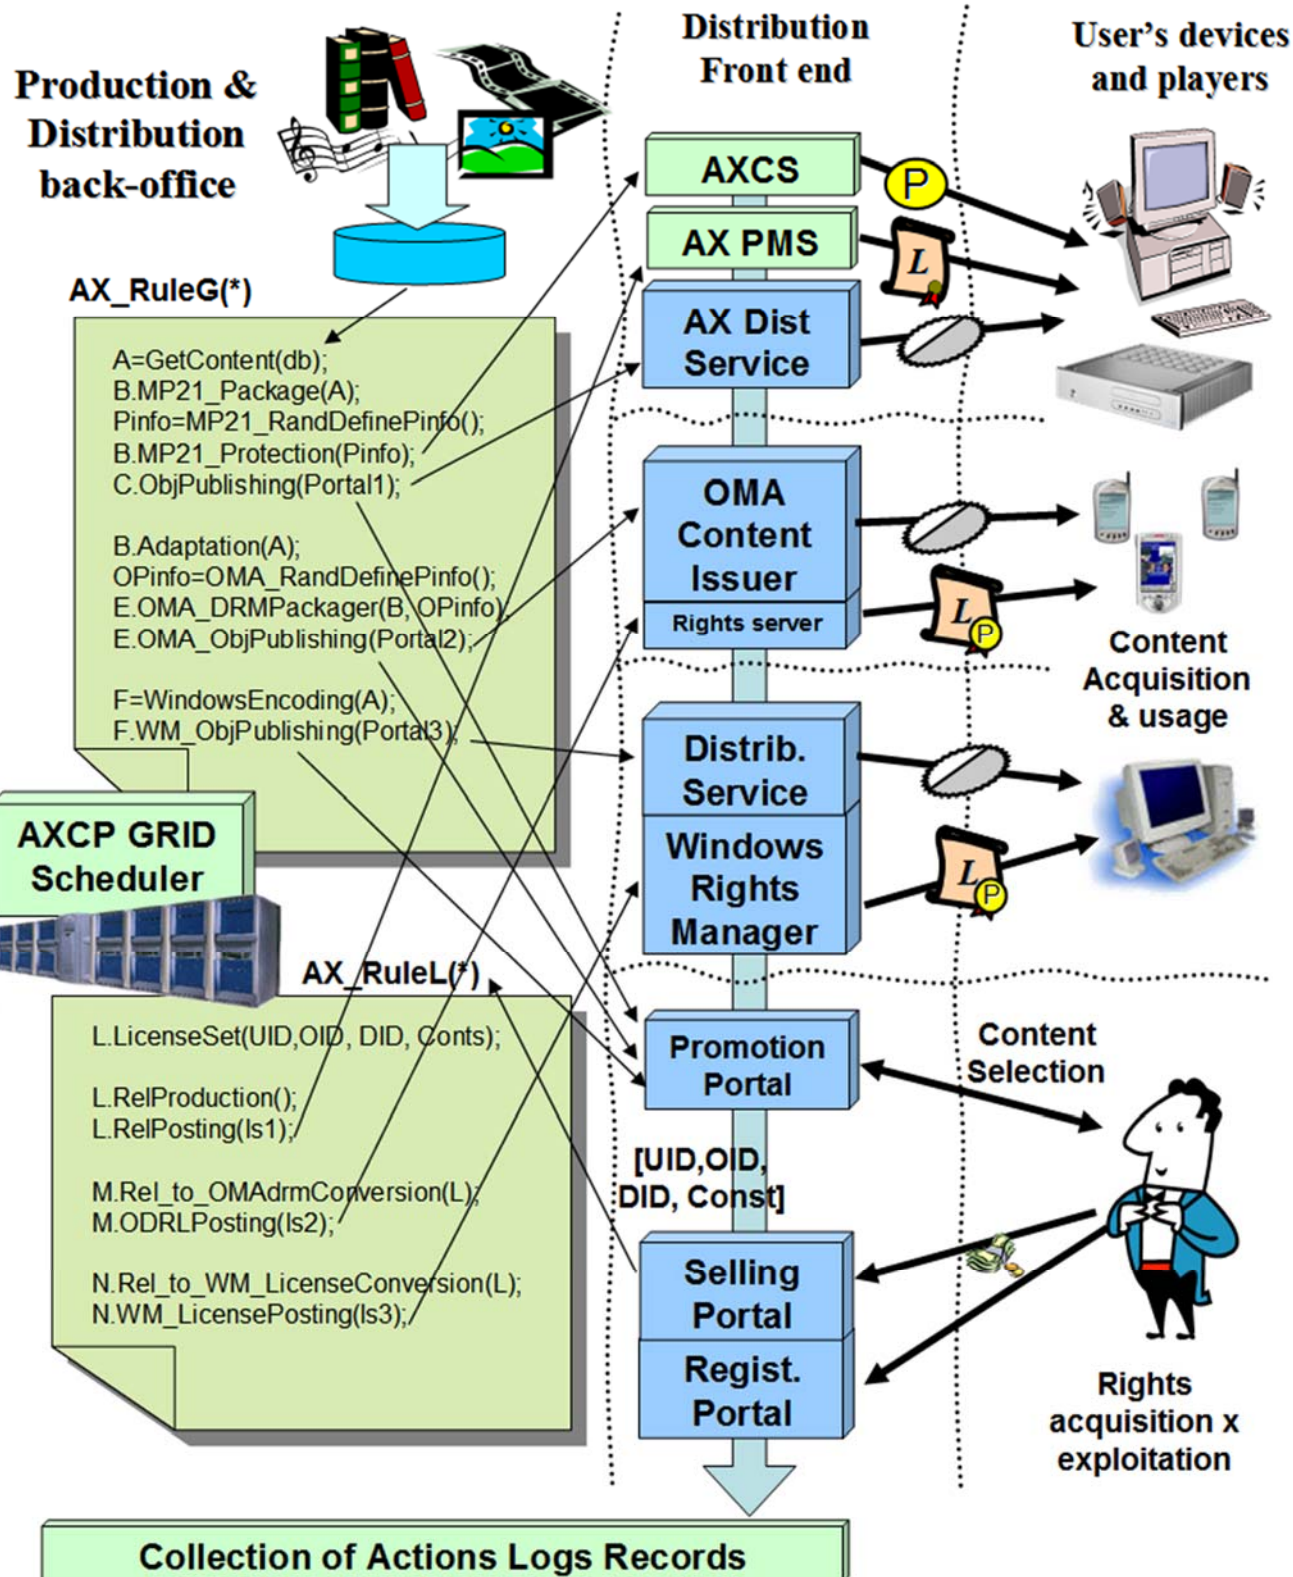 Production &
Distribution
back-office
Distribution
Front end
User's devices
and players
AX_RuleG(*)
A=GetContent(db);
B.MP21_Package(A);
Pinfo=MP21_RandDefinePinfo();
B.MP21_Protection(Pinfo);
C.ObjPublishing(Portal1);
B.Adaptation(A);
OPinfo=OMA_RandDefinePinfo();
E.OMA_DRMPackager(B, OPinfo);
E.OMA_ObjPublishing(Portal2);
F=WindowsEncoding(A);
F.WM_ObjPublishing(Portal3);
AXCP GRID
Scheduler
AX_RuleL(*)
L.LicenseSet(UID,OID, DID, Conts);
L.RelProduction();
L.RelPosting(ls1);
M.Rel_to_OMAdrmConversion(L);
M.ODRLPosting(ls2);
N.Rel_to_WM_LicenseConversion(L);
N.WM_LicensePosting(ls3);
AXCS
P
AX PMS
L
AX Dist
Service
OMA
Content
Issuer
Rights server
L
P
Content
Acquisition
& usage
Distrib.
Service
Windows
Rights
Manager
L
P
Promotion
Portal
Content
Selection
[UID,OID,
DID, Const]
Selling
Portal
Regist.
Portal
Rights
acquisition x
exploitation
Collection of Actions Logs Records